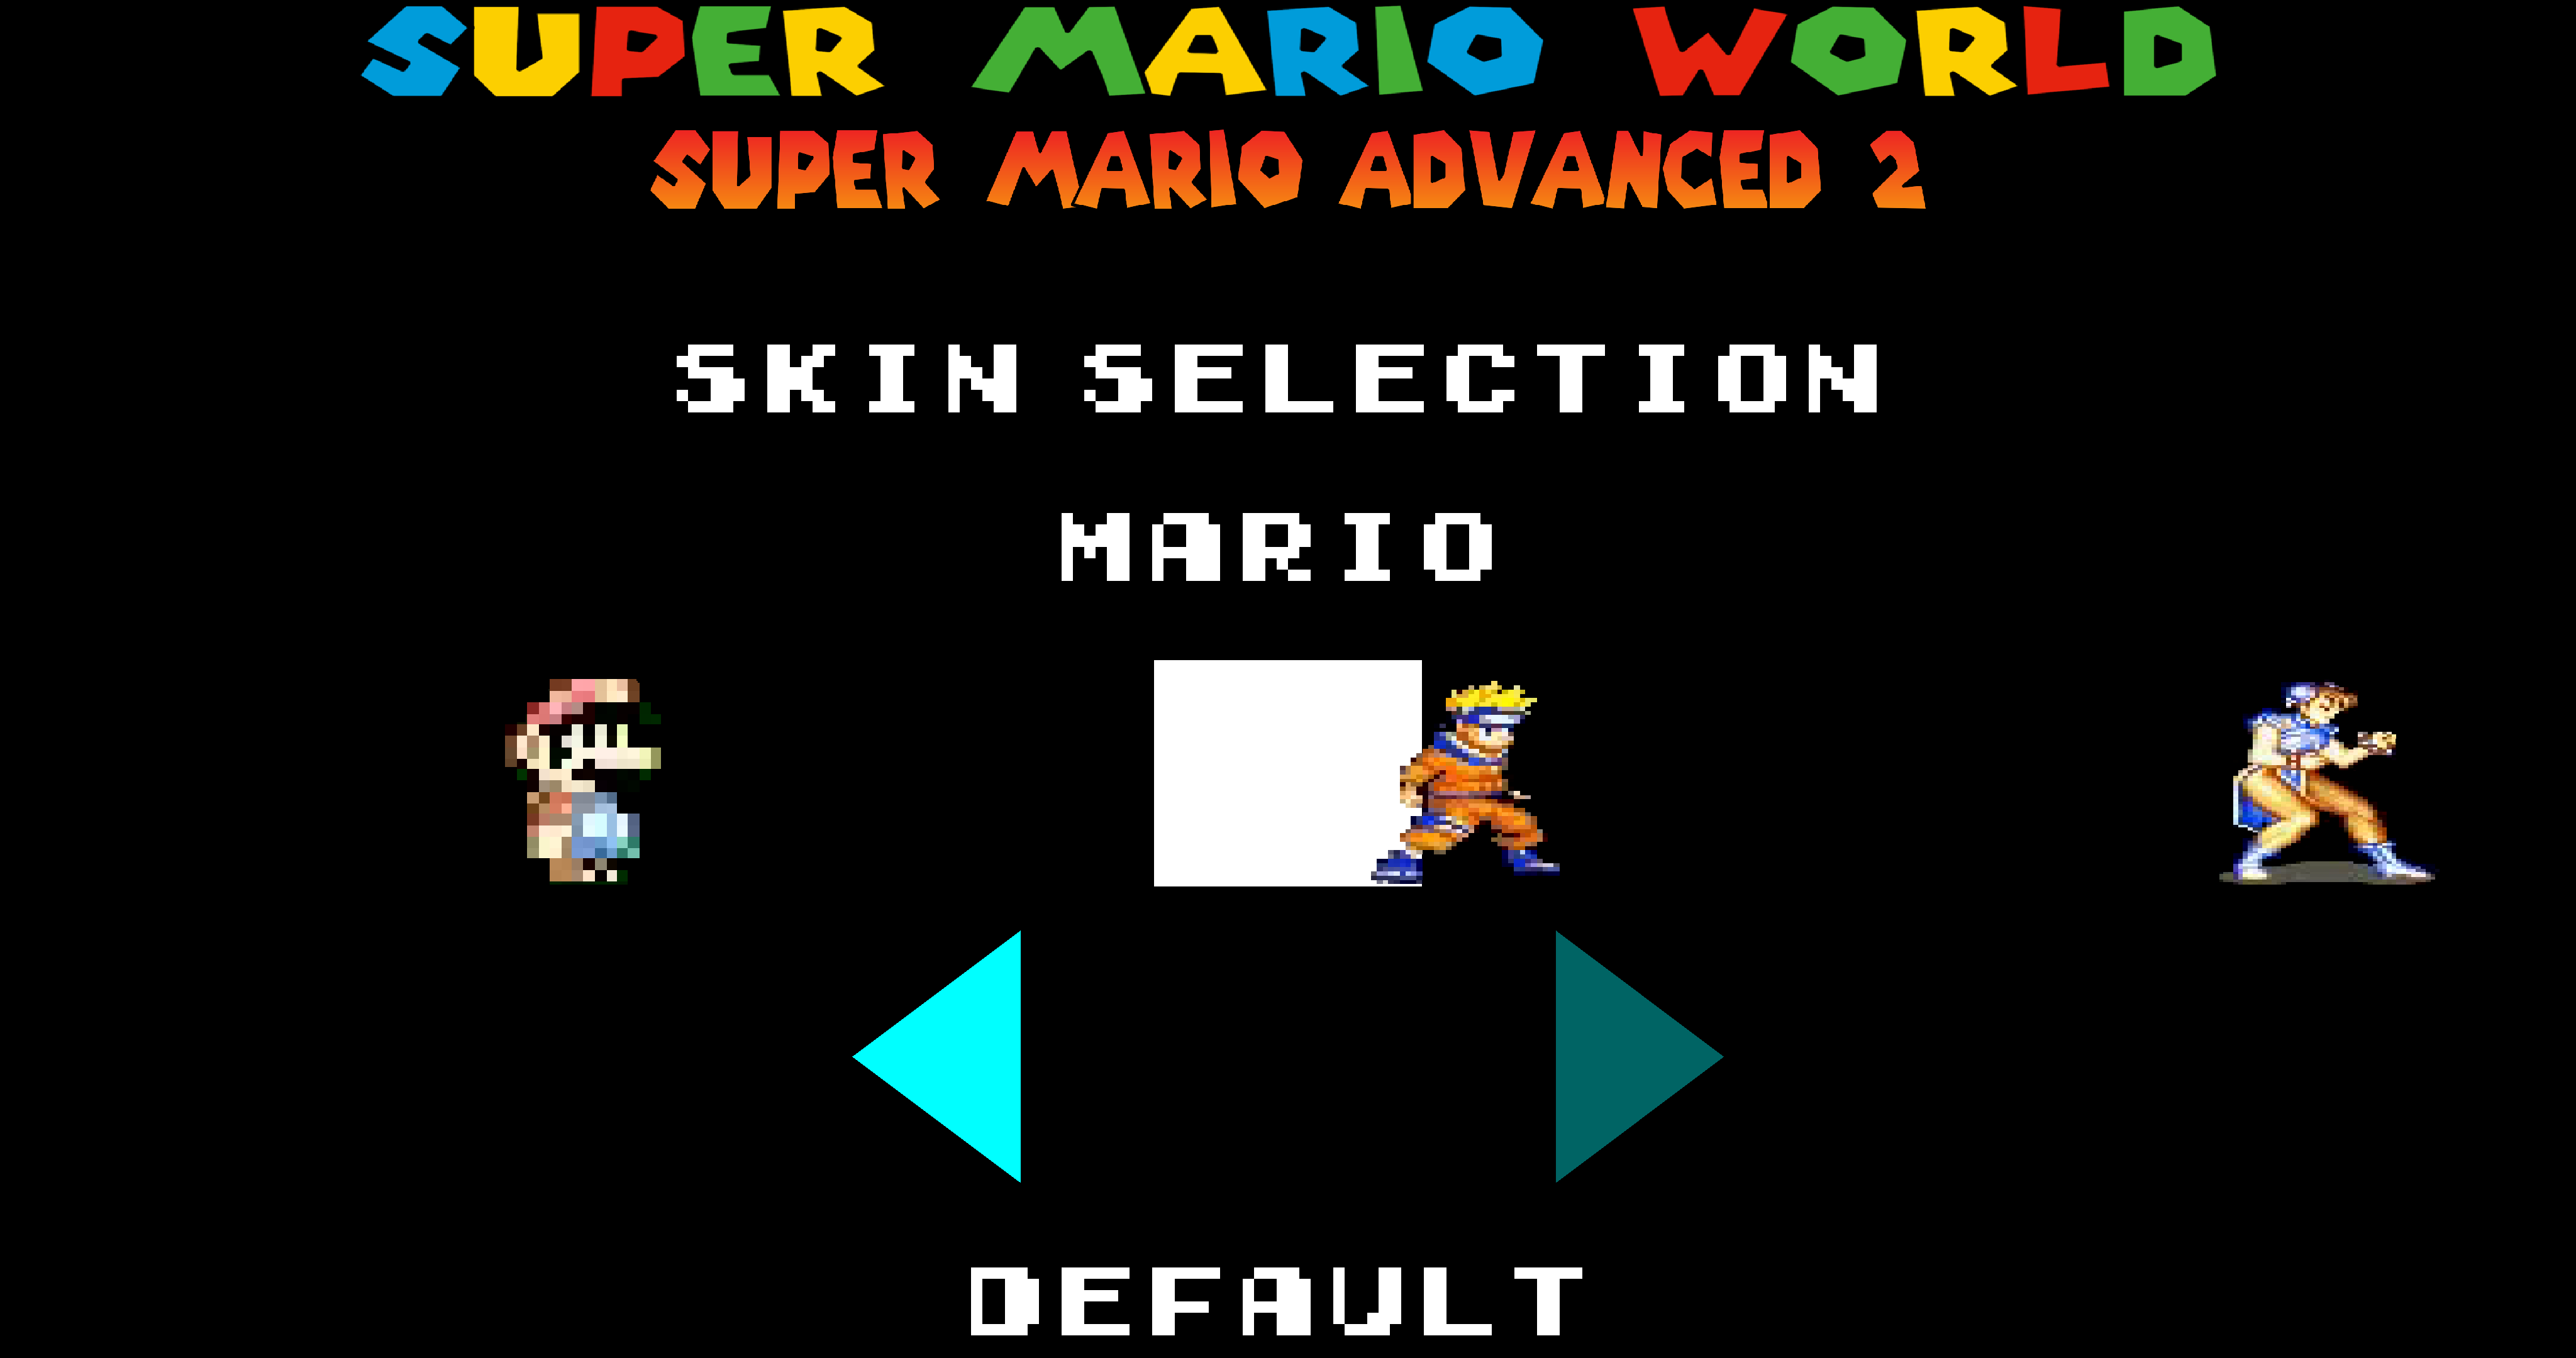 SUPER MARIO WORLD
SUPER MARIO ADVANCED 2
SKIN SELECTION
MARIO
DEFAULT